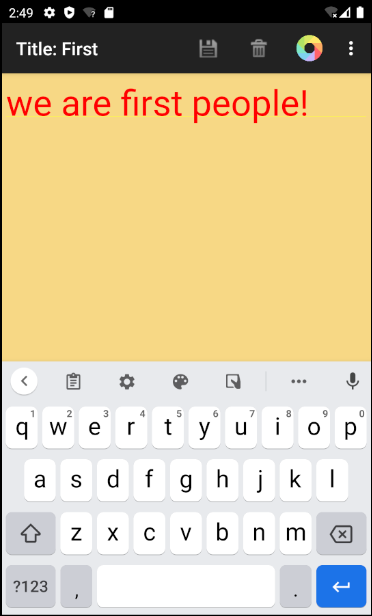 2:49
Title: First
we are first people!
1 2 3 4 5 6 7 8 9 0
q w e r t y u i o p
a s d f g h j k l
z x c v b n m
?123 , .